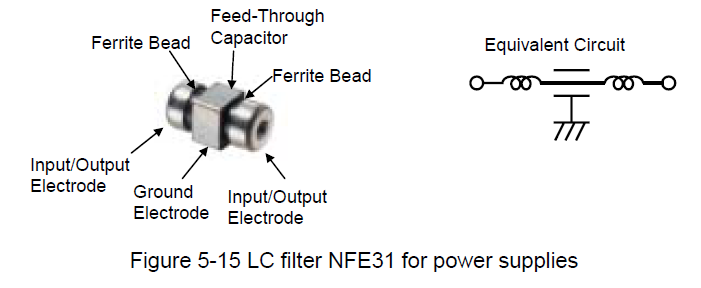 Feed-Through
Capacitor
Ferrite Bead
Equivalent Circuit
Ferrite Bead
Input/Output
Electrode
Ground
Electrode
Input/Output
Electrode
Figure 5-15 LC filter NFE31 for power supplies